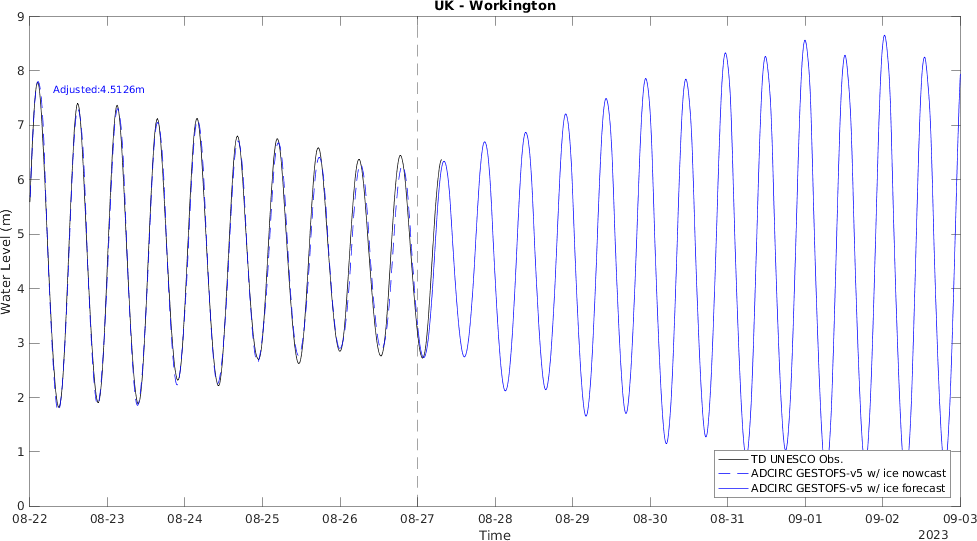 UK - Workington
9
8
7
6
5
4
3
2
1
0
Water Level (m)
Adjusted:4.5126m
TD UNESCO Obs.
ADCIRC GESTOFS-v5 w/ ice nowcast
ADCIRC GESTOFS-v5 w/ ice forecast
08-22 08-23 08-24 08-25 08-26 08-27 08-28 08-29 08-30 08-31 09-01 09-02 09-03
Time
2023